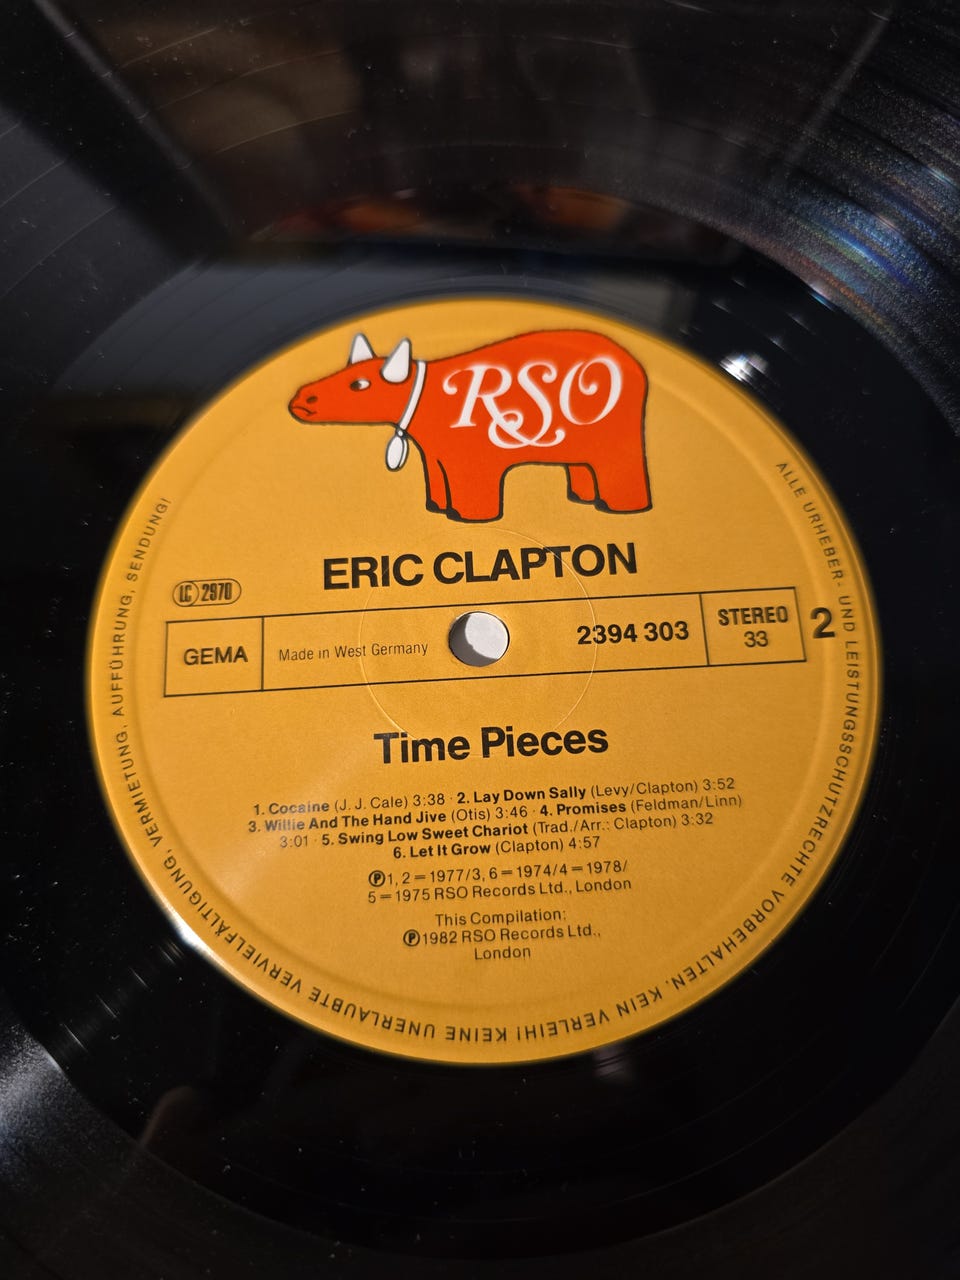 RSO
ERIC CLAPTON
LC 2970
GEMA
Made in West Germany
2394 303
STEREO
33
2
Time Pieces
1. Cocaine (J. J. Cale) 3:38 · 2. Lay Down Sally (Levy/Clapton) 3:52
3. Willie And The Hand Jive (Otis) 3:46 · 4. Promises (Feldman/Linn)
3:01 · 5. Swing Low Sweet Chariot (Trad./Arr.: Clapton) 3:32
6. Let It Grow (Clapton) 4:57
Ⓟ1, 2=1977/3, 6=1974/4=1978/
5=1975 RSO Records Ltd., London
This Compilation:
Ⓟ1982 RSO Records Ltd.,
London
ALLE URHEBER- UND LEISTUNGSSCHUTZRECHTE VORBEHALTEN. KEIN VERLEIH! KEINE UNERLAUBTE VERVIELFÄLTIGUNG, VERMIETUNG, AUFFÜHRUNG, SENDUNG!